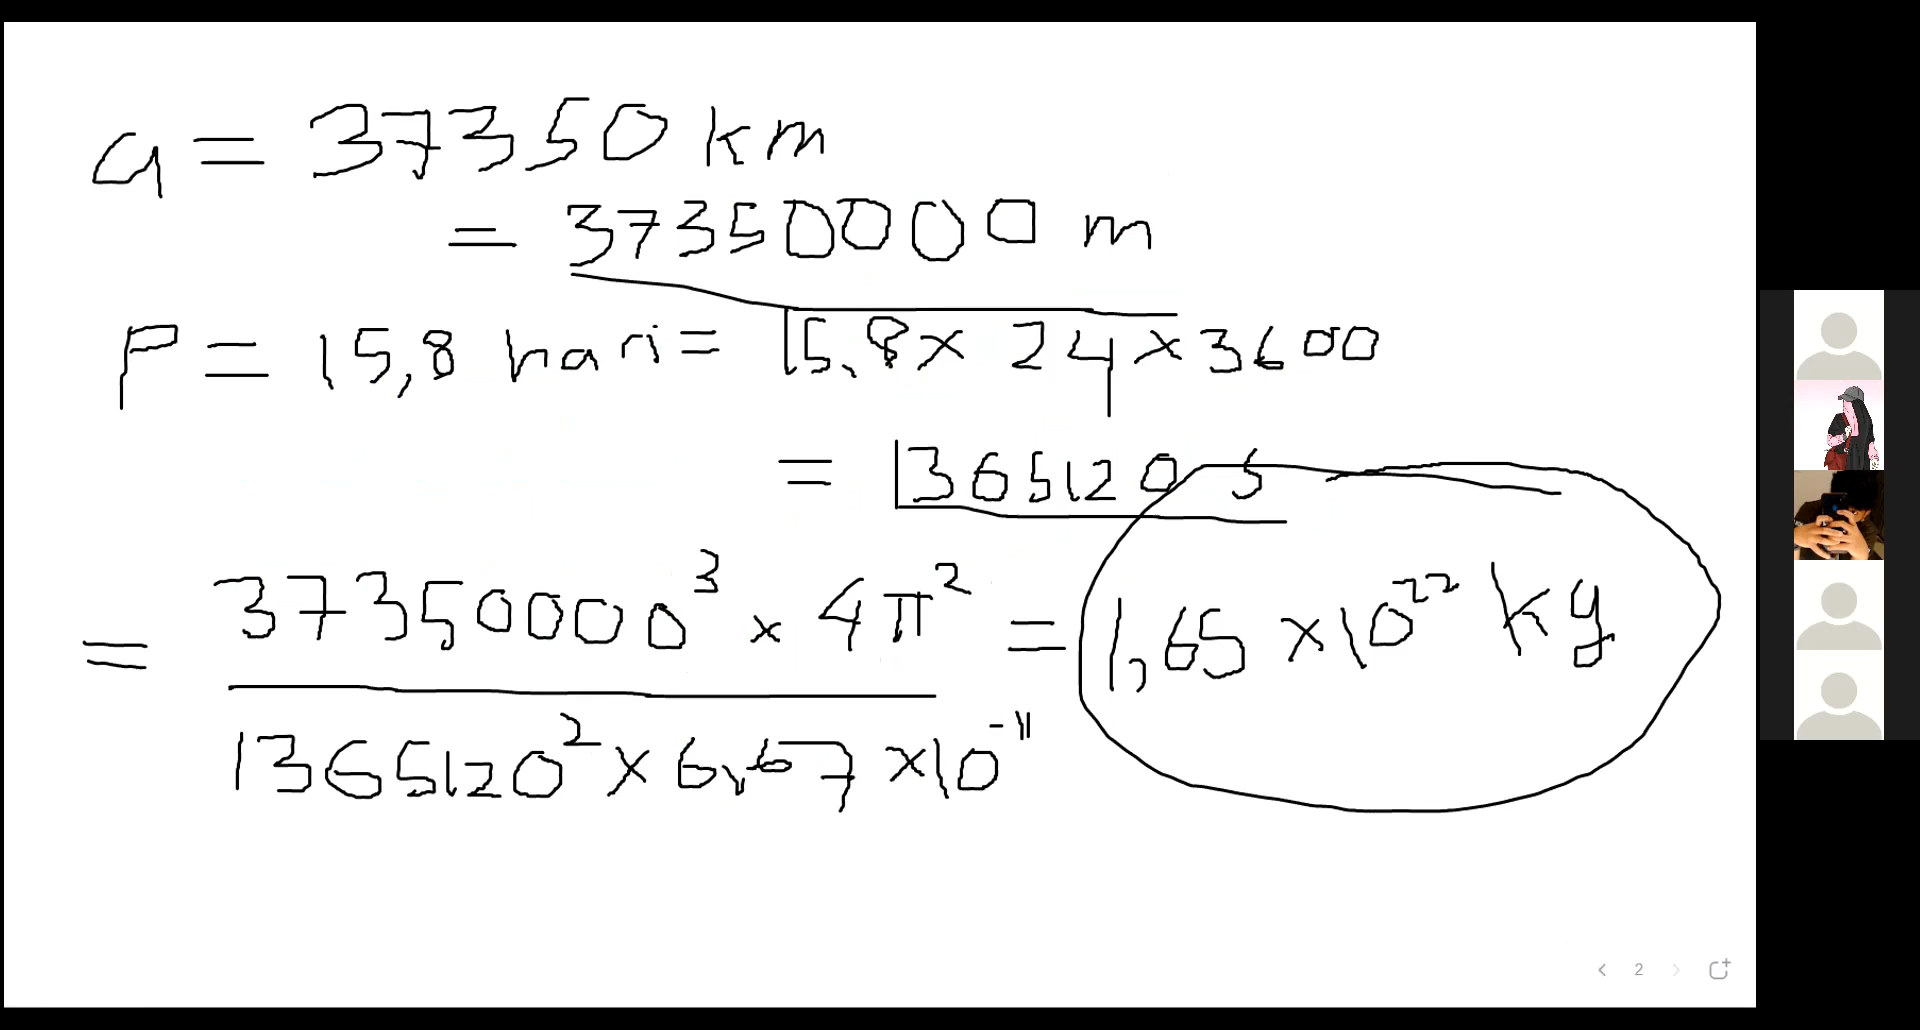 a = 37350 km
= 37350000 m
P = 15,8 hari = 15,8 x 24 x 3600
= 1365120 s
= 37350000³ x 4π² = 1,65 x 10²² kg
1365120² x 6,67 x 10⁻¹¹
2